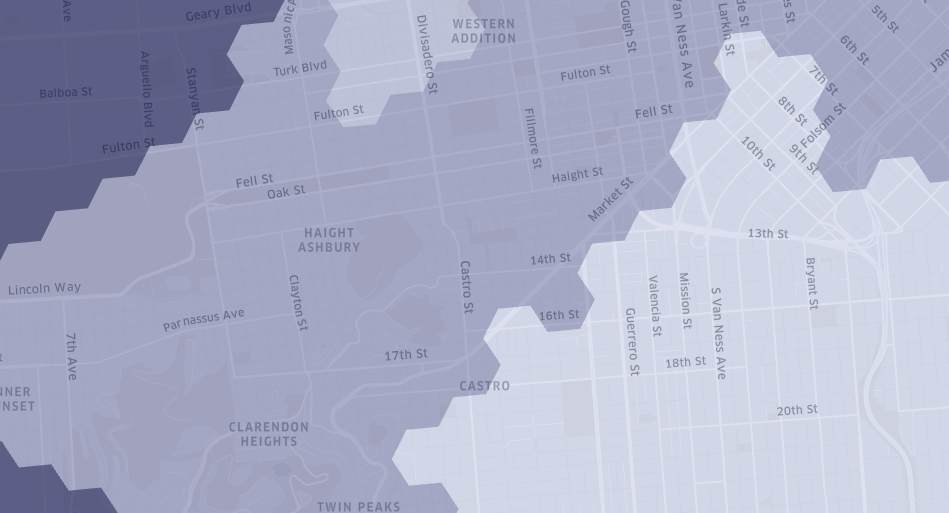 Ave
Geary Blvd
Masonic Av
Divisadero St
WESTERN
ADDITION
Gough St
Van Ness Ave
Larkin St
de St
s St
5th St
6th St
Jam
7th St
Turk Blvd
Fulton St
Balboa St
Arguello Blvd
Stanyan St
Fulton St
Fulton St
Fillmore St
Fell St
8th St
Folsom St
9th St
10th St
Fell St
Oak St
Haight St
Market St
HAIGHT
ASHBURY
13th St
14th St
Lincoln Way
Clayton St
Castro St
Bryant St
Valencia St
Mission St
S Van Ness Ave
Guerrero St
Parnassus Ave
16th St
7th Ave
t
17th St
18th St
NNER
UNSET
CASTRO
20th St
CLARENDON
HEIGHTS
TWIN PEAKS